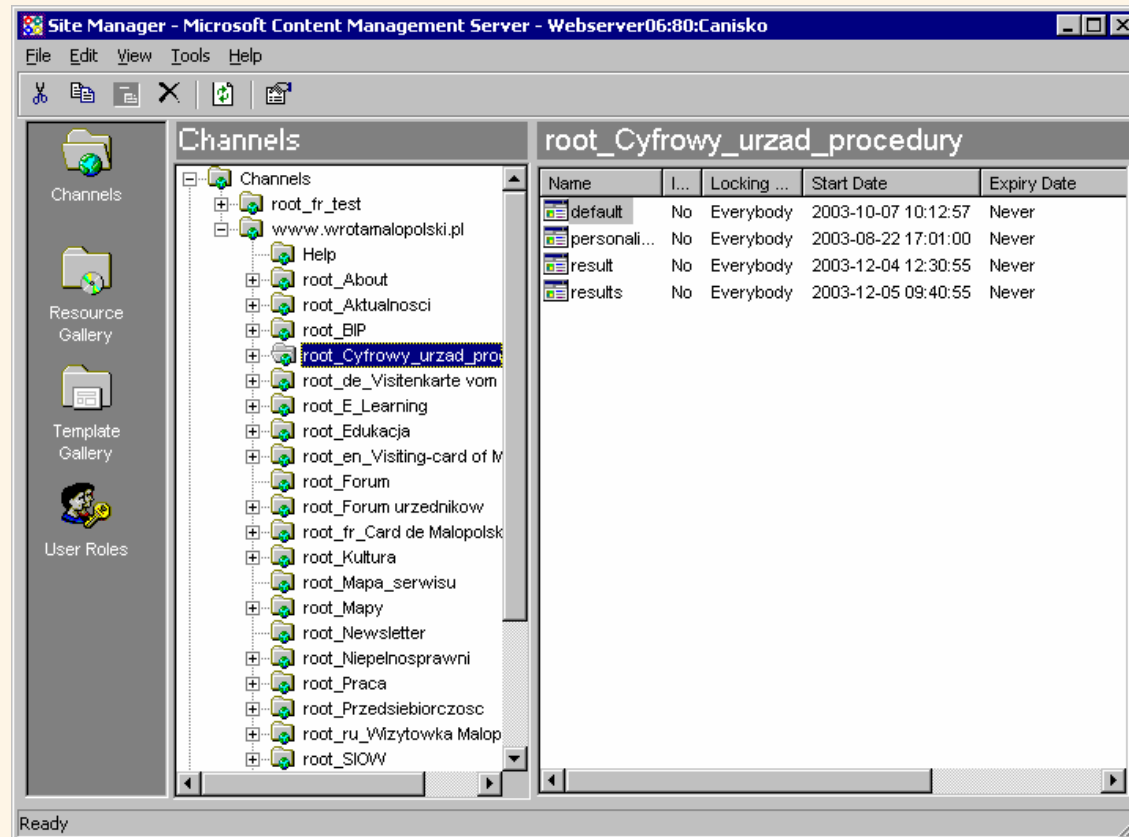 Site Manager - Microsoft Content Management Server - Webserver06:80:Canisko
File Edit View Tools Help
Channels
Resource
Gallery
Template
Gallery
User Roles
Channels
Channels
root_fr_test
wwww.wrotamalopolski.pl
Help
root_About
root_Aktualnosci
root_BIP
root_Cyfrowy_urzad_pro
root_de_Visitenkarte vom
root_E_Learning
root_Edukacja
root_en_Visiting-card of M
root_Forum
root_Forum urzednikow
root_fr_Card de Malopolsk
root_Kultura
root_Mapa_serwisu
root_Mapy
root_Newsletter
root_Niepelnosprawni
root_Praca
root_Przedsiebiorczosc
root_ru_Wizytowka Malop
root_SIOW
root_Cyfrowy_urzad_procedury
Name I... Locking ... Start Date Expiry Date
default No Everybody 2003-10-07 10:12:57 Never
personali... No Everybody 2003-08-22 17:01:00 Never
result No Everybody 2003-12-04 12:30:55 Never
results No Everybody 2003-12-05 09:40:55 Never
Ready